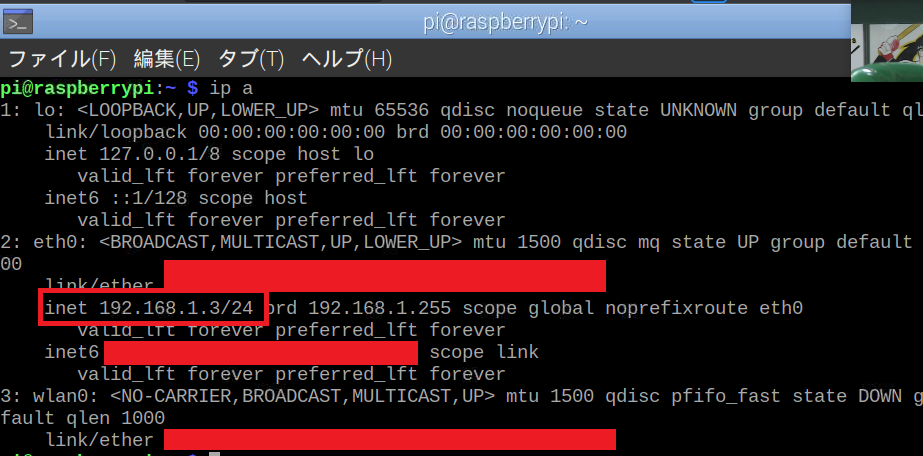 pi@raspberrypi: ~
ファイル(F) 編集(E) タブ(T) ヘルプ(H)
pi@raspberrypi:~ $ ip a
1: lo: <LOOPBACK,UP,LOWER_UP> mtu 65536 qdisc noqueue state UNKNOWN group default ql
link/loopback 00:00:00:00:00:00 brd 00:00:00:00:00:00
inet 127.0.0.1/8 scope host lo
valid_lft forever preferred_lft forever
inet6 ::1/128 scope host
valid_lft forever preferred_lft forever
2: eth0: <BROADCAST,MULTICAST,UP,LOWER_UP> mtu 1500 qdisc mq state UP group default
00
link/ether
inet 192.168.1.3/24 brd 192.168.1.255 scope global noprefixroute eth0
valid_lft forever preferred_lft forever
inet6 scope link
valid_lft forever preferred_lft forever
3: wlan0: <NO-CARRIER,BROADCAST,MULTICAST,UP> mtu 1500 qdisc pfifo_fast state DOWN g
fault qlen 1000
link/ether
pi@raspberrypi:~ $